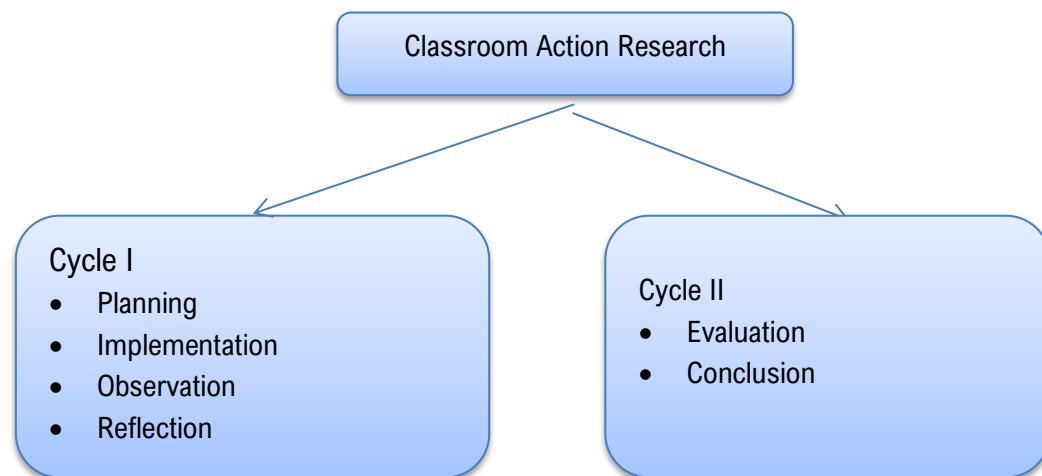 Classroom Action Research
Cycle I
• Planning
• Implementation
• Observation
• Reflection
Cycle II
• Evaluation
• Conclusion